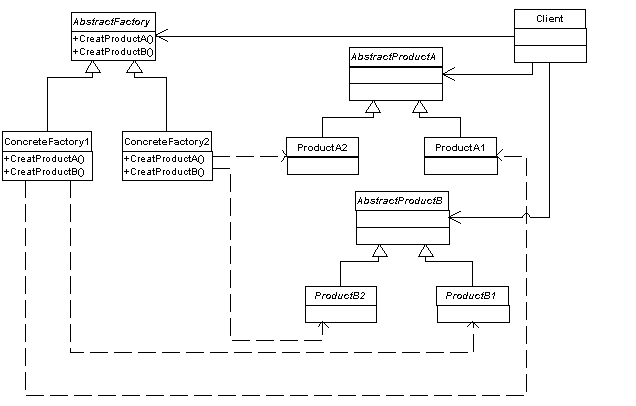 AbstractFactory
+CreatProductA()
+CreatProductB()
Client
AbstractProductA
ConcreteFactory1
+CreatProductA()
+CreatProductB()
ConcreteFactory2
+CreatProductA()
+CreatProductB()
ProductA2
ProductA1
AbstractProductB
ProductB2
ProductB1